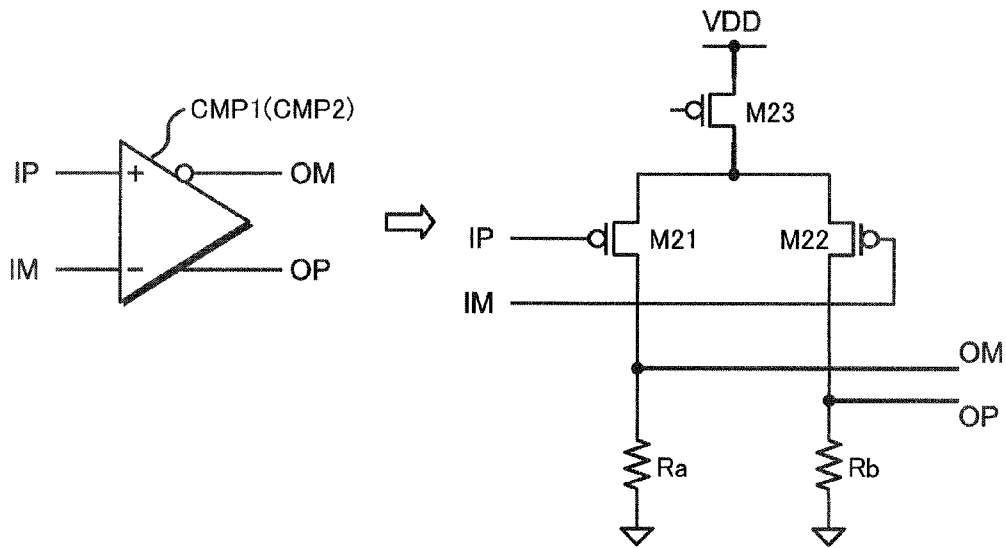 CMP1(CMP2)
IP
+
OM
IM
-
OP
VDD
M23
IP
M21
M22
IM
OM
OP
Ra
Rb